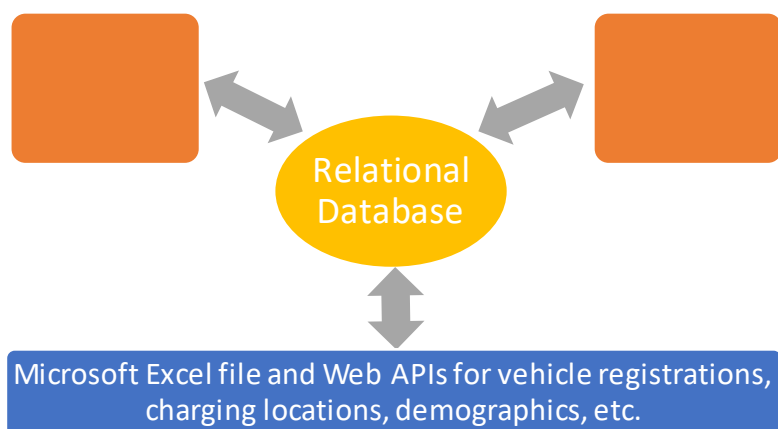 Relational
Database
Microsoft Excel file and Web APIs for vehicle registrations,
charging locations, demographics, etc.